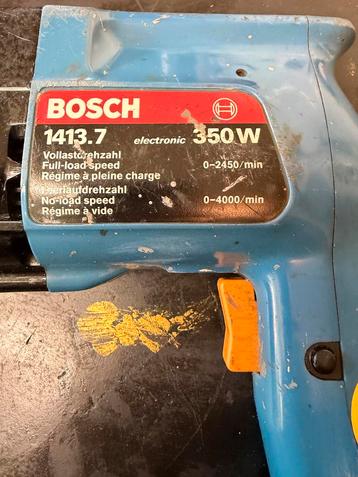 BOSCH
1413.7 electronic 350 W
Vollastdrehzahl
Full-load speed 0–2450/min
Régime à pleine charge
Leerlaufdrehzahl
No-load speed 0–4000/min
Régime à vide